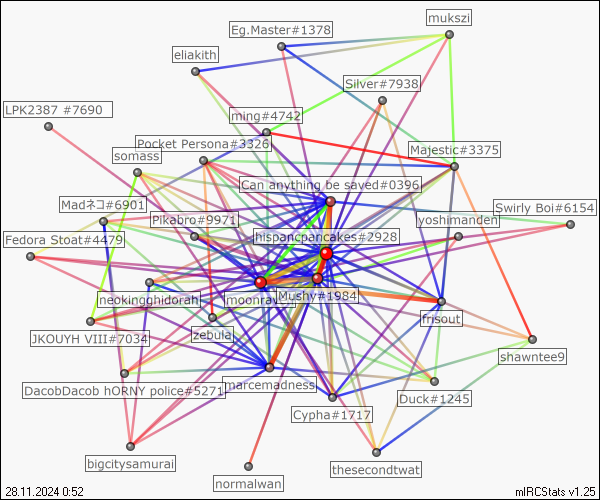 mukszi
Eg.Master#1378
eliakith
Silver#7938
LPK2387 #7690
ming#4742
Pocket Persona#3326
Majestic#3375
somass
Can anything be saved#0396
Madネコ#6901
Swirly Boi#6154
Pikabro#9971
yoshimanden
Fedora Stoat#4479
hispancpancakes#2928
neokingghidorah
Mushy#1984
frisout
JKOUYH VIII#7034
zebula
shawntee9
DacobDacob hORNY police#5271
marcemadness
Duck#1245
Cypha#1717
bigcitysamurai
thesecondtwat
normalwan
28.11.2024 0:52
mIRCStats v1.25